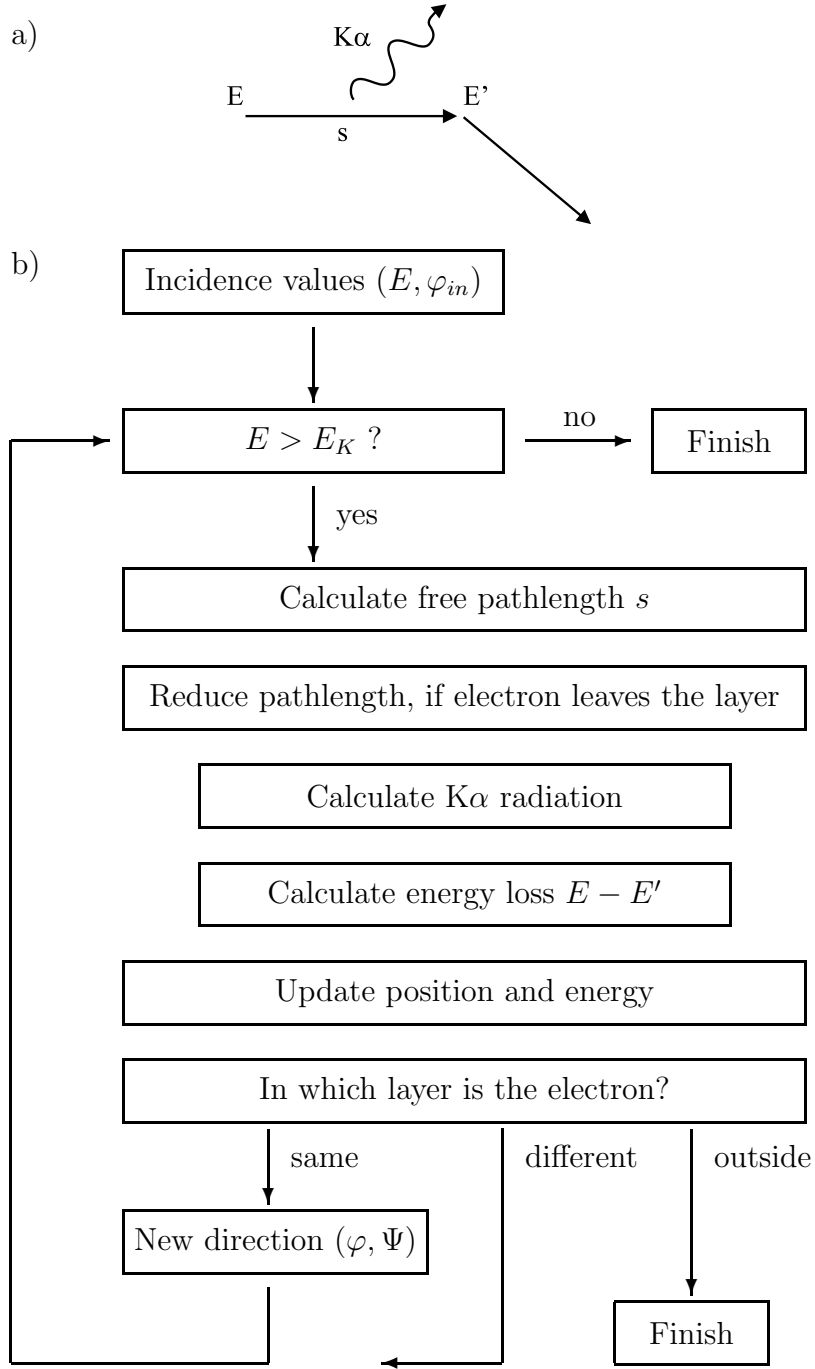 a)
Kα
E
E’
s
b)
Incidence values (E, φ_in)
E > E_K ?
no
Finish
yes
Calculate free pathlength s
Reduce pathlength, if electron leaves the layer
Calculate Kα radiation
Calculate energy loss E − E′
Update position and energy
In which layer is the electron?
same
different
outside
New direction (φ, Ψ)
Finish